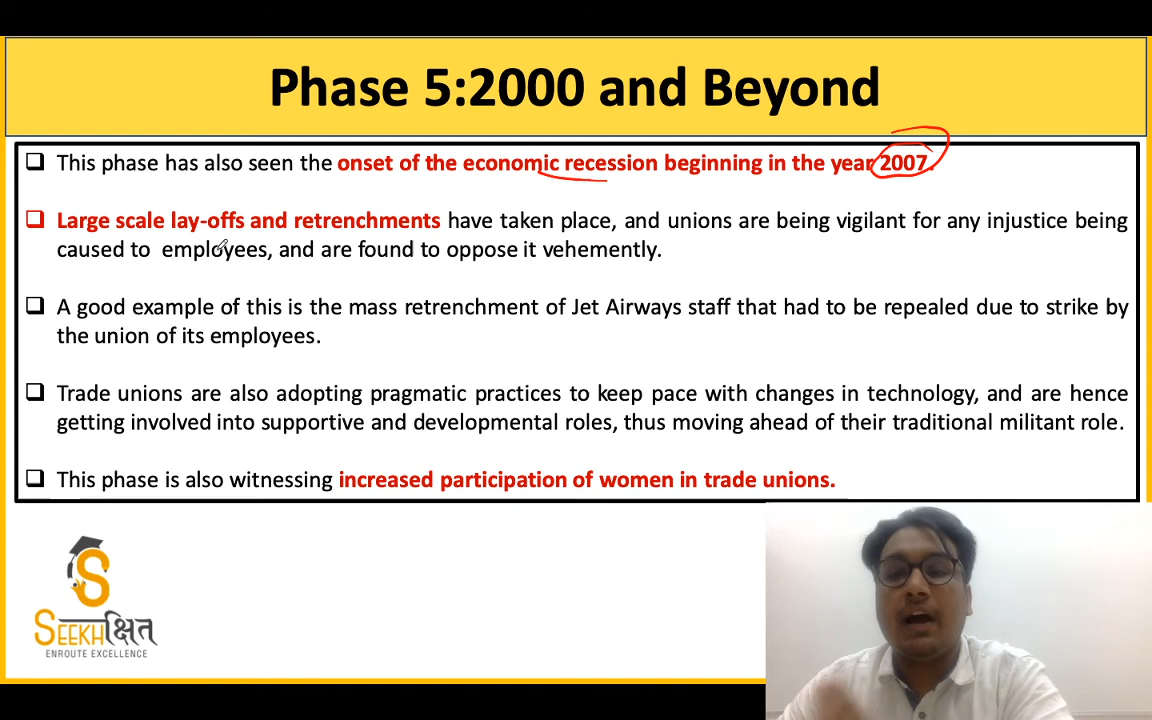 Phase 5:2000 and Beyond
❑ This phase has also seen the onset of the economic recession beginning in the year 2007.
❑ Large scale lay-offs and retrenchments have taken place, and unions are being vigilant for any injustice being
caused to employees, and are found to oppose it vehemently.
❑ A good example of this is the mass retrenchment of Jet Airways staff that had to be repealed due to strike by
the union of its employees.
❑ Trade unions are also adopting pragmatic practices to keep pace with changes in technology, and are hence
getting involved into supportive and developmental roles, thus moving ahead of their traditional militant role.
❑ This phase is also witnessing increased participation of women in trade unions.
S
SEEKHक्षित
ENROUTE EXCELLENCE